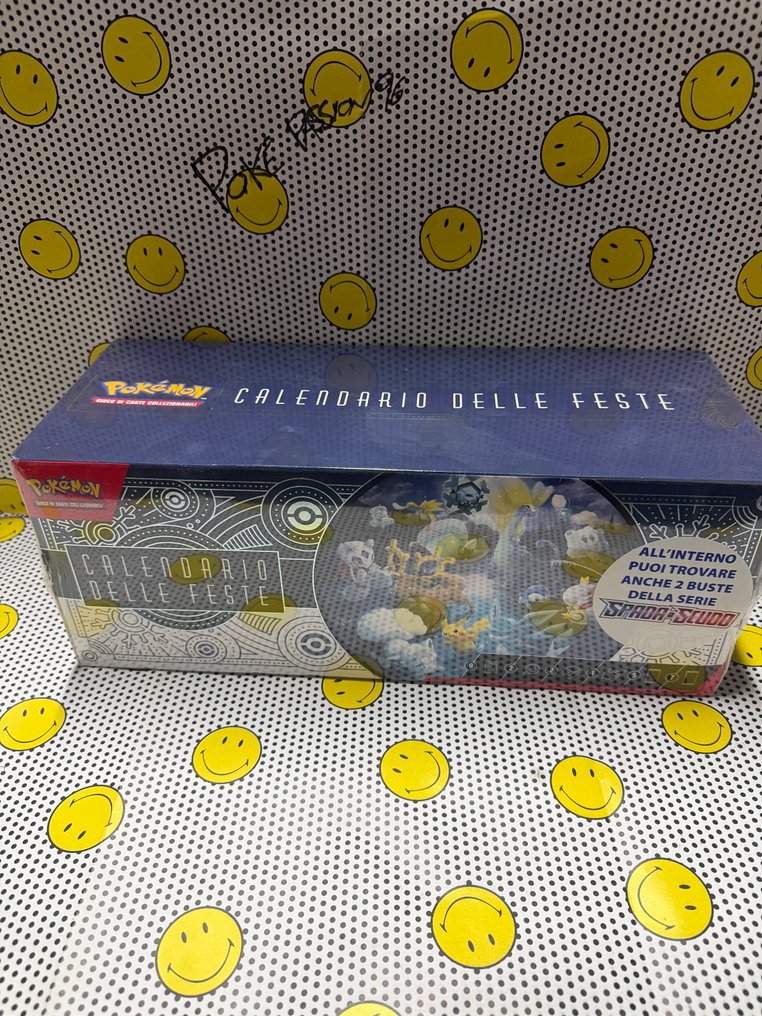 POKE PASSION 96
POKÉMON
GIOCO DI CARTE COLLEZIONABILI
CALENDARIO DELLE FESTE
POKÉMON
GIOCO DI CARTE COLLEZIONABILI
CALENDARIO
DELLE FESTE
ALL'INTERNO
PUOI TROVARE
ANCHE 2 BUSTE
DELLA SERIE
SPADA E SCUDO